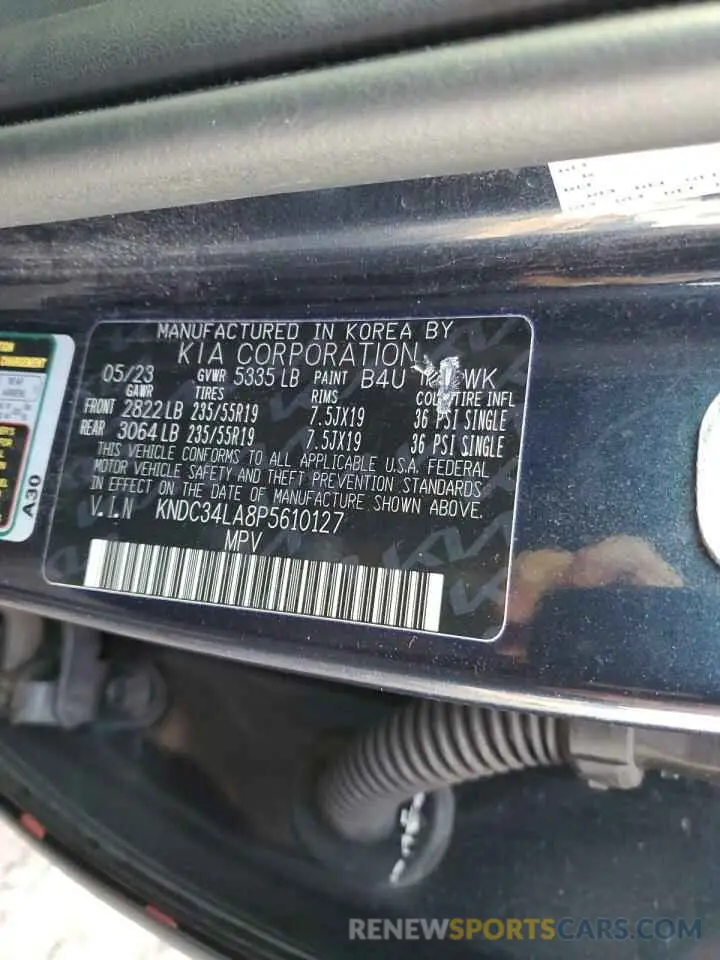 MANUFACTURED IN KOREA BY
KIA CORPORATION
05/23 GVWR 5335 LB PAINT B4U WK
GAWR TIRES RIMS COLD TIRE INFL
FRONT 2822 LB 235/55R19 7.5JX19 36 PSI SINGLE
REAR 3064 LB 235/55R19 7.5JX19 36 PSI SINGLE
THIS VEHICLE CONFORMS TO ALL APPLICABLE U.S.A. FEDERAL
MOTOR VEHICLE SAFETY AND THEFT PREVENTION STANDARDS
IN EFFECT ON THE DATE OF MANUFACTURE SHOWN ABOVE.
V.I.N KNDC34LA8P5610127
MPV
A30
RENEWSPORTSCARS.COM